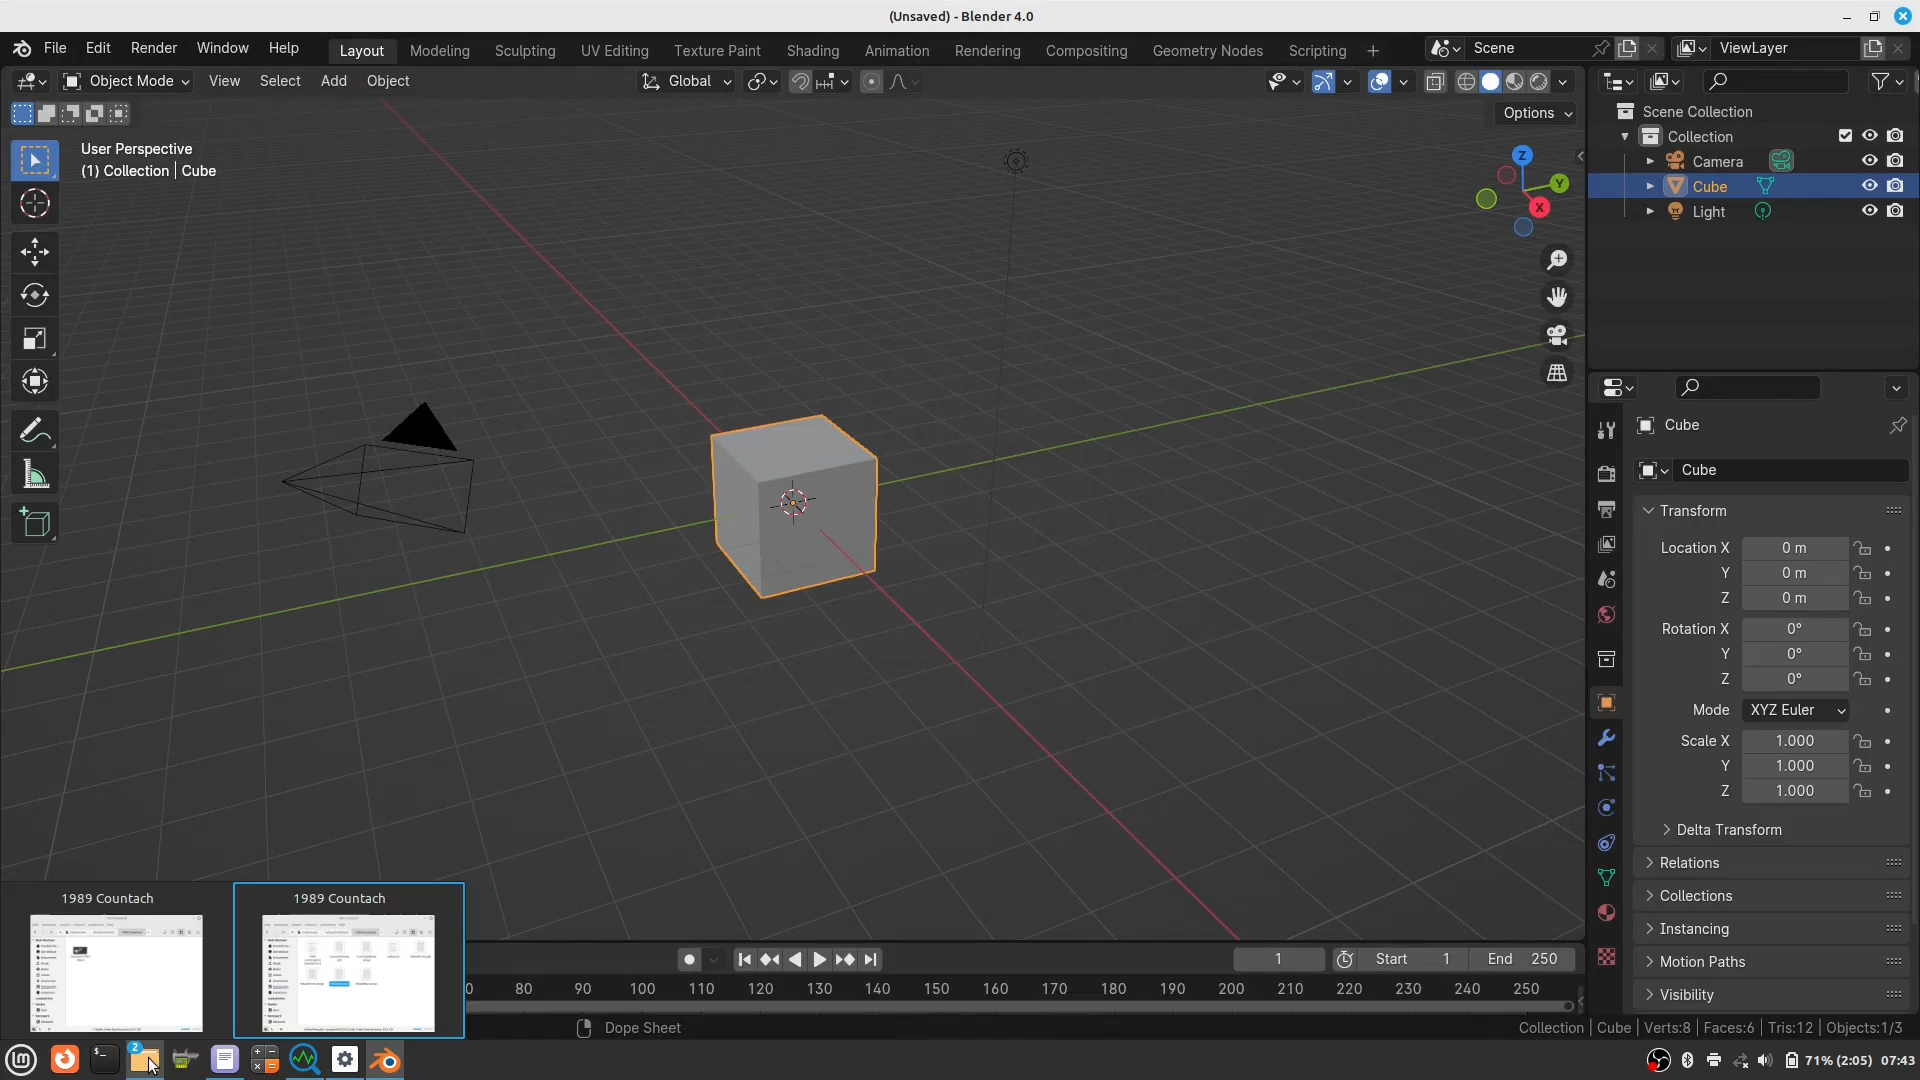 (Unsaved) - Blender 4.0
File Edit Render Window Help Layout Modeling Sculpting UV Editing Texture Paint Shading Animation Rendering Compositing Geometry Nodes Scripting + Scene ViewLayer
Object Mode View Select Add Object Global
Options
User Perspective
(1) Collection | Cube
Z
Y
X
Scene Collection
Collection
Camera
Cube
Light
Cube
Cube
Transform
Location X 0 m
Y 0 m
Z 0 m
Rotation X 0°
Y 0°
Z 0°
Mode XYZ Euler
Scale X 1.000
Y 1.000
Z 1.000
Delta Transform
Relations
Collections
Instancing
Motion Paths
Visibility
1989 Countach 1989 Countach
1 Start 1 End 250
0 80 90 100 110 120 130 140 150 160 170 180 190 200 210 220 230 240 250
Dope Sheet
Collection | Cube | Verts:8 | Faces:6 | Tris:12 | Objects:1/3
2
71% (2:05) 07:43